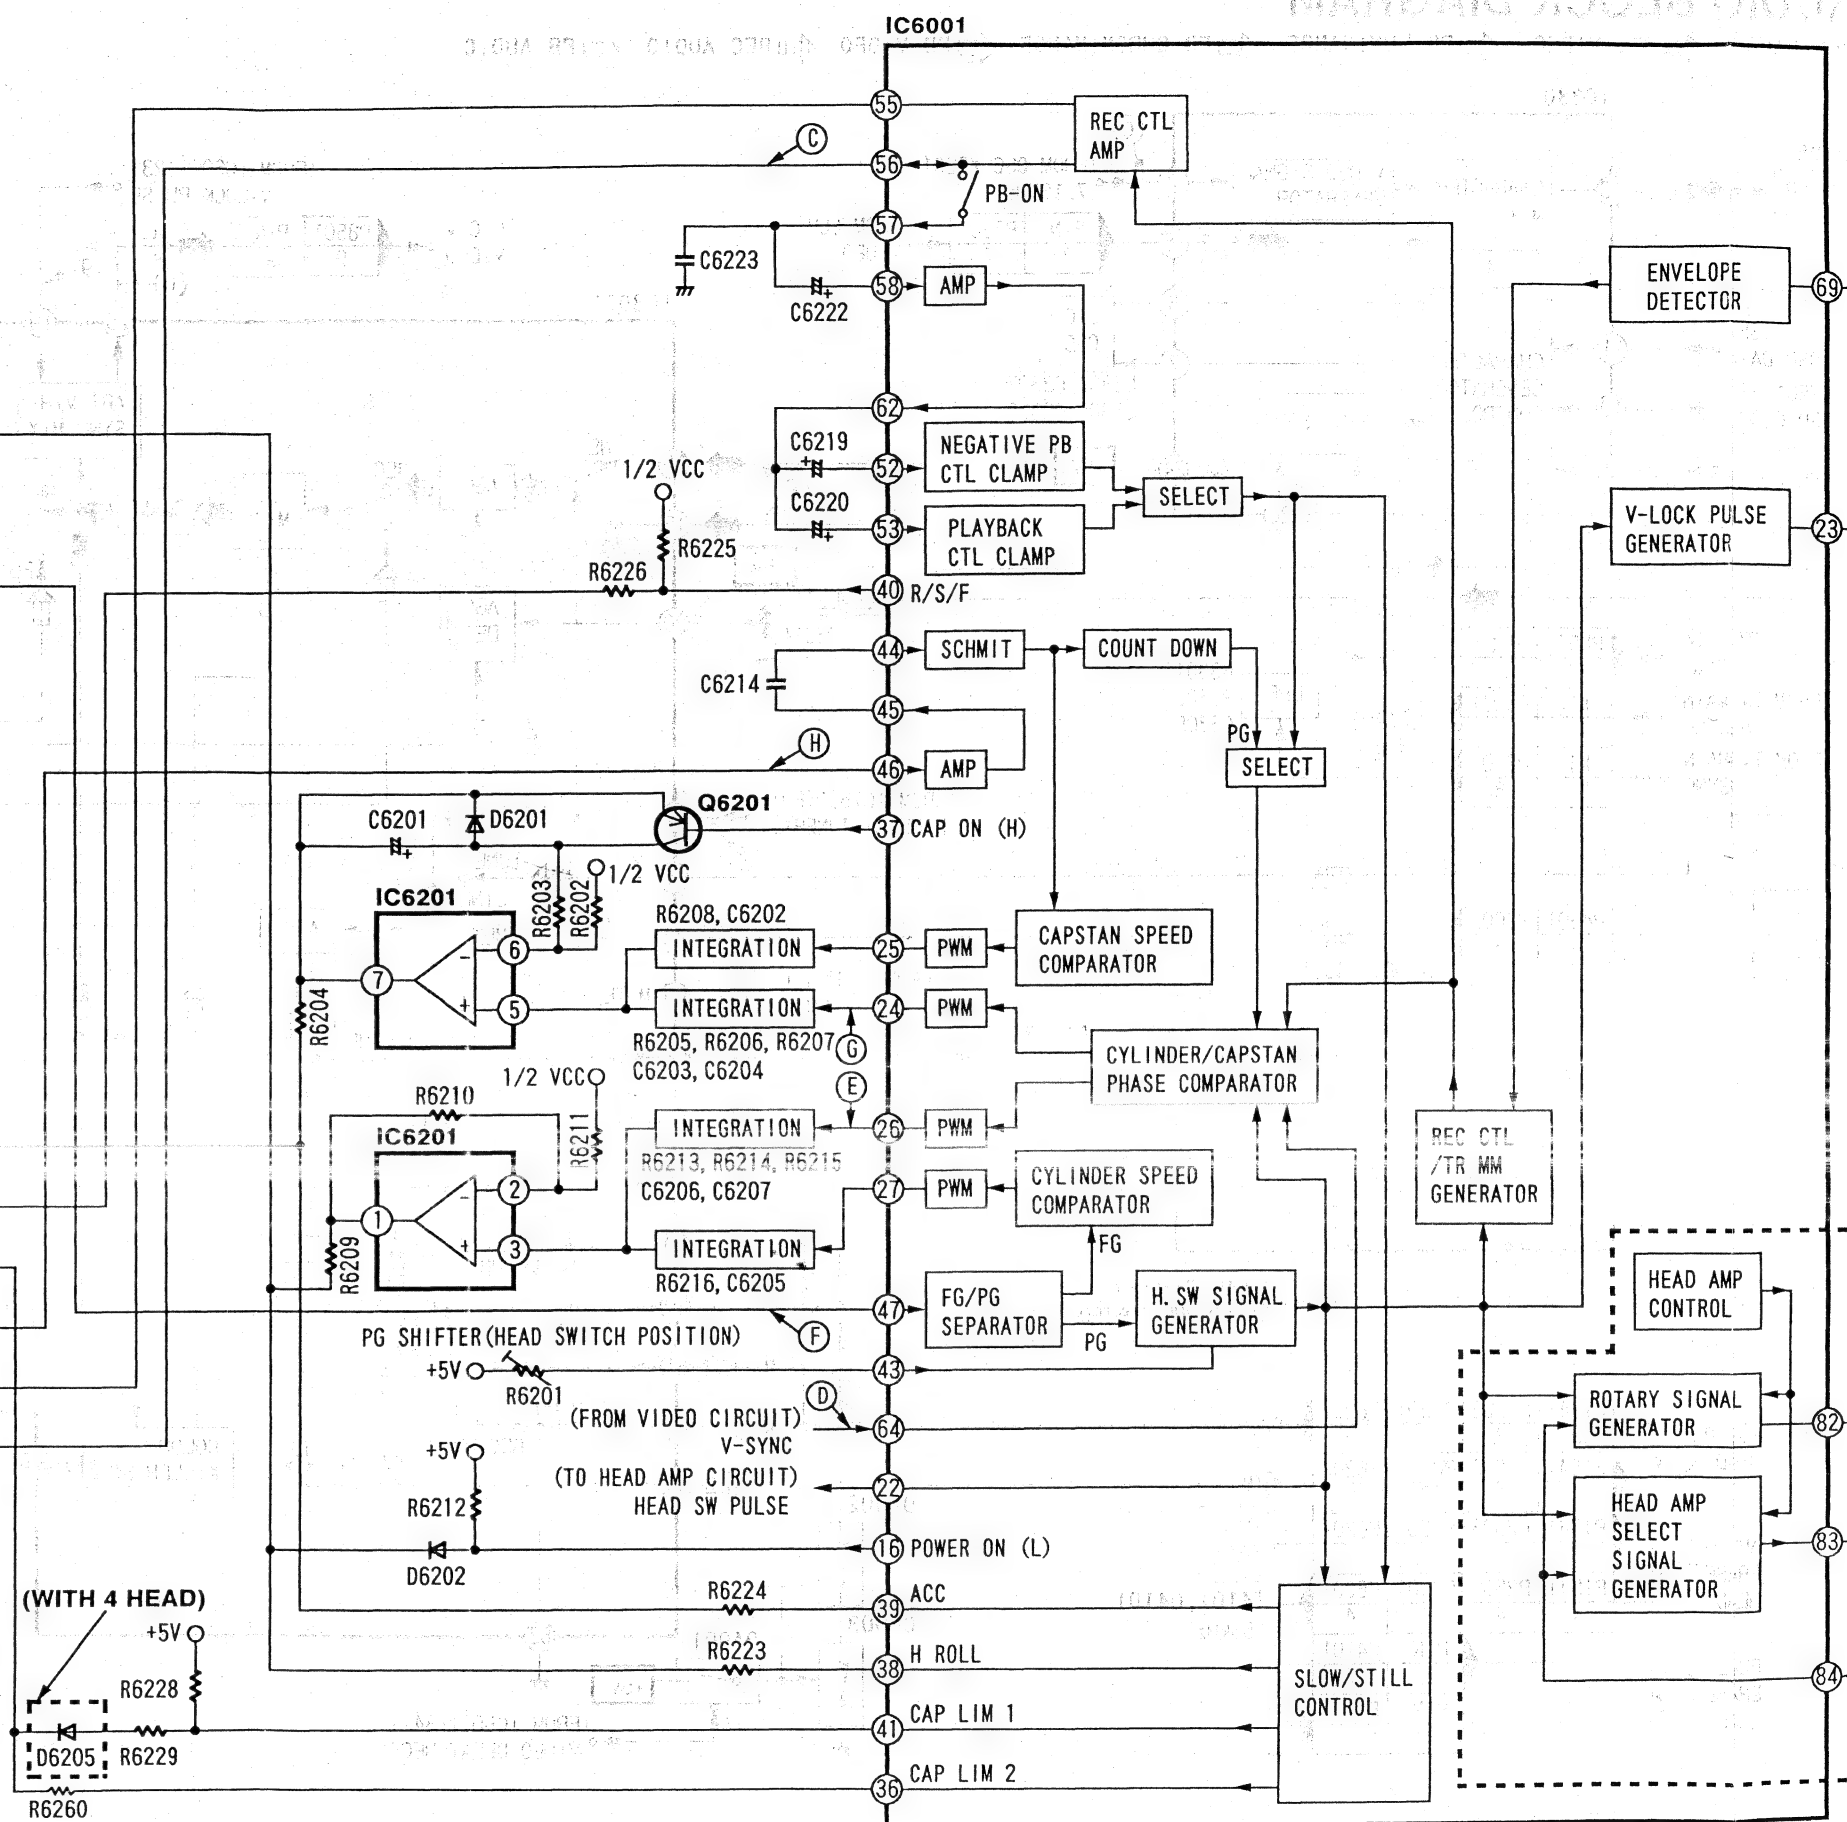 IC6001
55
REC CTL
AMP
C
56
PB-ON
57
C6223
58
AMP
C6222
ENVELOPE
DETECTOR
69
62
C6219
NEGATIVE PB
CTL CLAMP
1/2 VCC
+
52
SELECT
C6220
V-LOCK PULSE
GENERATOR
23
53
PLAYBACK
CTL CLAMP
+
R6225
R6226
40
R/S/F
44
SCHMIT
COUNT DOWN
C6214
45
PG
H
SELECT
46
AMP
Q6201
C6201
D6201
37
CAP ON (H)
+
1/2 VCC
R6203
R6202
IC6201
R6208, C6202
6
−
INTEGRATION
25
PWM
CAPSTAN SPEED
COMPARATOR
7
+
5
INTEGRATION
24
PWM
R6204
R6205, R6206, R6207
C6203, C6204
G
CYLINDER/CAPSTAN
PHASE COMPARATOR
1/2 VCC
E
R6210
R6211
IC6201
INTEGRATION
26
PWM
REC CTL
/TR MM
GENERATOR
R6213, R6214, R6215
C6206, C6207
2
−
27
PWM
CYLINDER SPEED
COMPARATOR
1
+
3
INTEGRATION
FG
R6209
R6216, C6205
HEAD AMP
CONTROL
47
FG/PG
SEPARATOR
H.SW SIGNAL
GENERATOR
PG
F
PG SHIFTER(HEAD SWITCH POSITION)
+5V
43
R6201
D
ROTARY SIGNAL
GENERATOR
82
(FROM VIDEO CIRCUIT)
V-SYNC
64
+5V
(TO HEAD AMP CIRCUIT)
HEAD SW PULSE
22
R6212
HEAD AMP
SELECT
SIGNAL
GENERATOR
83
16
POWER ON (L)
D6202
(WITH 4 HEAD)
R6224
39
ACC
+5V
R6223
38
H ROLL
SLOW/STILL
CONTROL
84
R6228
41
CAP LIM 1
D6205
R6229
36
CAP LIM 2
R6260